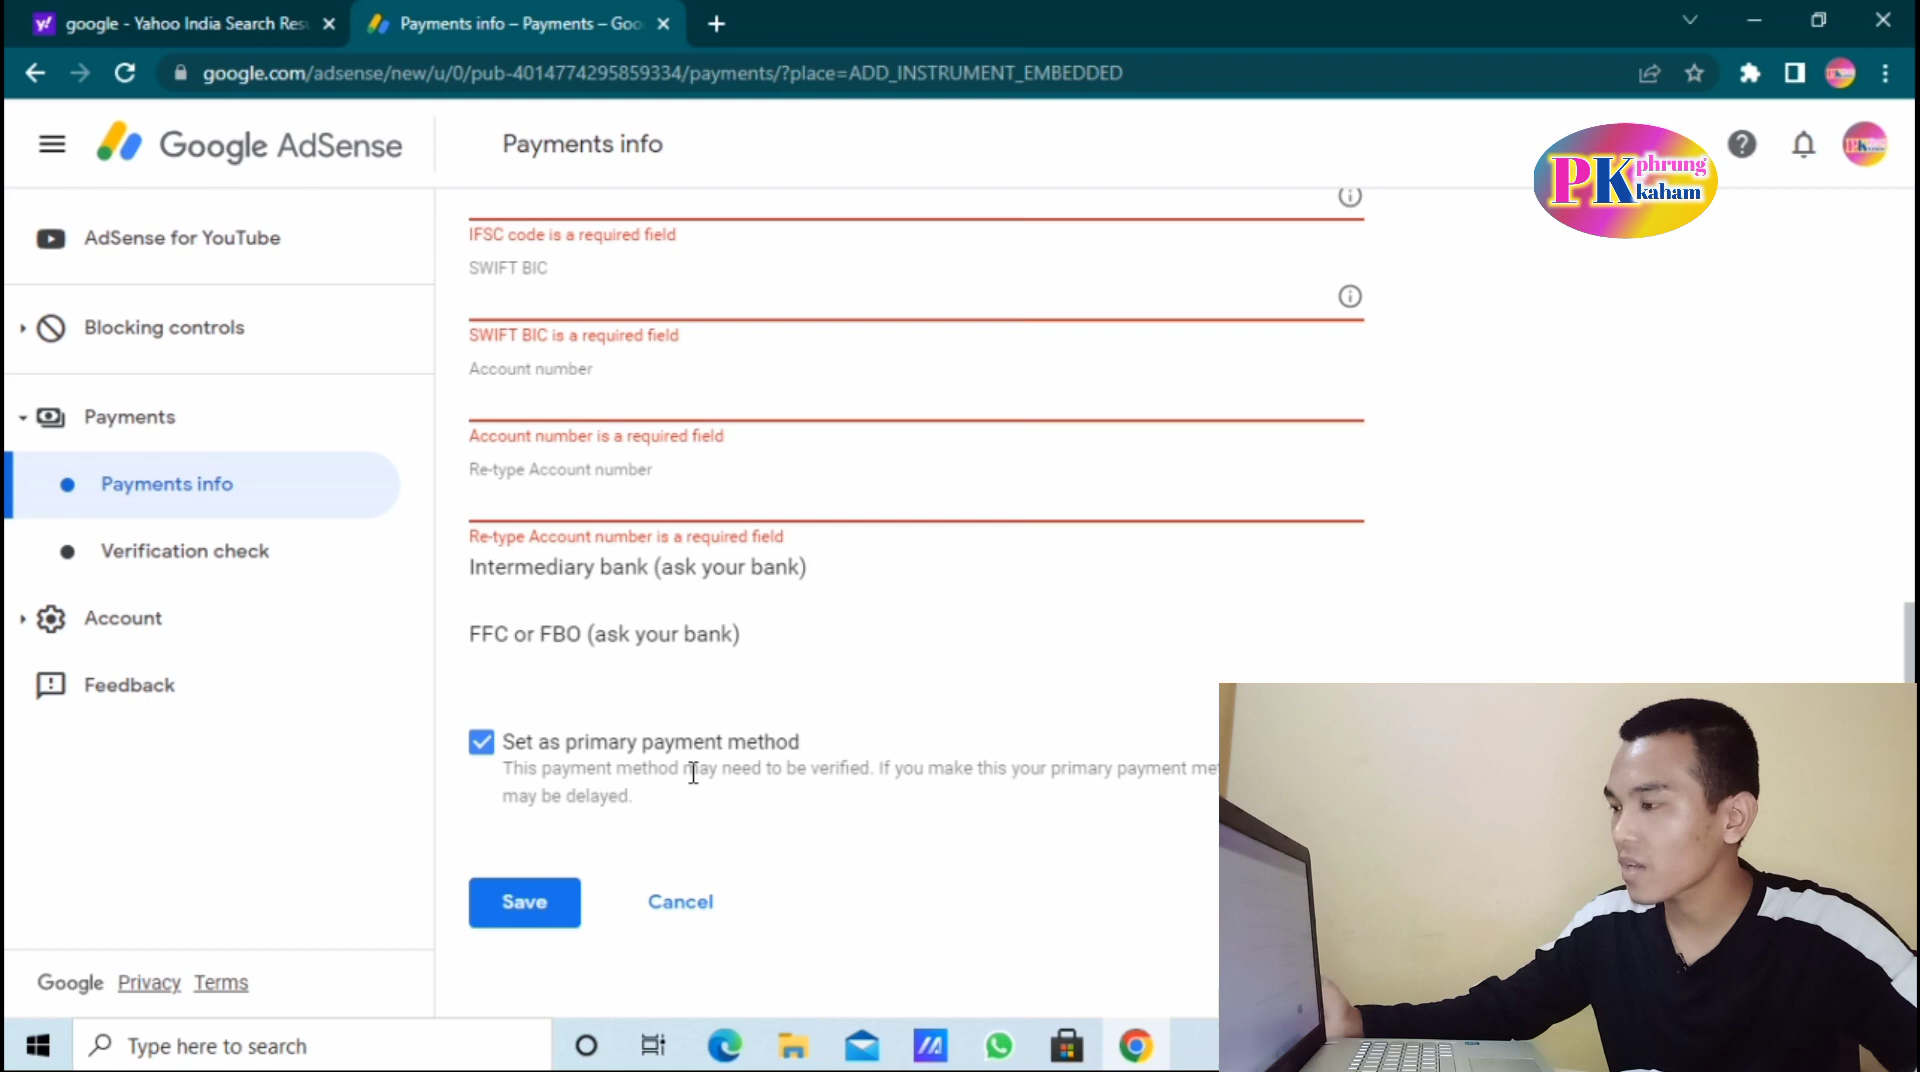 google - Yahoo India Search Res
Payments info – Payments – Goo
google.com/adsense/new/u/0/pub-4014774295859334/payments/?place=ADD_INSTRUMENT_EMBEDDED
Google AdSense
Payments info
PK phrung
kaham
AdSense for YouTube
Blocking controls
Payments
Payments info
Verification check
Account
Feedback
IFSC code is a required field
SWIFT BIC
SWIFT BIC is a required field
Account number
Account number is a required field
Re-type Account number
Re-type Account number is a required field
Intermediary bank (ask your bank)
FFC or FBO (ask your bank)
Set as primary payment method
This payment method may need to be verified. If you make this your primary payment me
may be delayed.
Save
Cancel
Google Privacy Terms
Type here to search